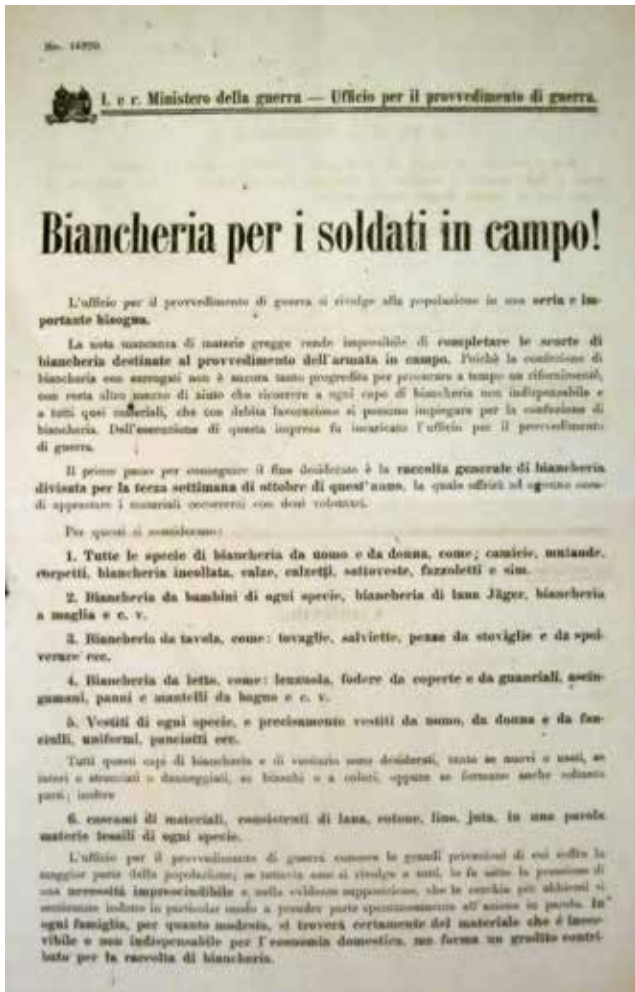 No.
I. e r. Ministero della guerra — Ufficio per il provvedimento di guerra.
Biancheria per i soldati in campo!
L'ufficio per il provvedimento di guerra si rivolge alla popolazione in una seria e im-
portante bisogna.
La nota mancanza di materie gregge rende impossibile di completare le scorte di
biancheria destinate al provvedimento dell'armata in campo. Poichè la confezione di
biancheria con surrogati non è ancora tanto progredita per procurare a tempo un rifornimento,
non resta altro mezzo di aiuto che ricorrere a ogni capo di biancheria non indispensabile e
a tutti quei materiali, che con debita lavorazione si possono impiegare per la confezione di
biancheria. Dell'esecuzione di questa impresa fu incaricato l'ufficio per il provvedimento
di guerra.
Il primo passo per conseguire il fine desiderato è la raccolta generale di biancheria
divisata per la terza settimana di ottobre di quest'anno, la quale offrirà ad ognuno
di apprestare i materiali occorrenti con doni volontari.
Per questi si considerano:
1. Tutte le specie di biancheria da uomo e da donna, come; camicie, mutande,
corpetti, biancheria incollata, calze, calzetti, sottoveste, fazzoletti e sim.
2. Biancheria da bambini di ogni specie, biancheria di lana Jäger, biancheria
a maglia e c. v.
3. Biancheria da tavola, come: tovaglie, salviette, pezze da stoviglie e da spol-
verare ecc.
4. Biancheria da letto, come: lenzuola, fodere da coperte e da guanciali, asciu-
gamani, panni e mantelli da bagno e c. v.
5. Vestiti di ogni specie, e precisamente vestiti da uomo, da donna e da fan-
ciulli, uniformi, panciotti ecc.
Tutti questi capi di biancheria e di vestiario sono desiderati, tanto se nuovi o usati, se
interi o stracciati o danneggiati, se bianchi o a colori, oppure se formano anche soltanto
parti; inoltre
6. cascami di materiali, consistenti di lana, cotone, lino, juta, in una parola
materie tessili di ogni specie.
L'ufficio per il provvedimento di guerra conosce le grandi privazioni di cui soffre la
maggior parte della popolazione; se tuttavia esso si rivolge a tutti, lo fa sotto la pressione di
una necessità imprescindibile e nella evidente supposizione, che le cerchie più abbienti si
sentiranno indotte in particolar modo a prendere parte spontaneamente all'azione in parola. In
ogni famiglia, per quanto modesta, si troverà certamente del materiale che è inser-
vibile o non indispensabile per l'economia domestica, ma forma un gradito contri-
buto per la raccolta di biancheria.